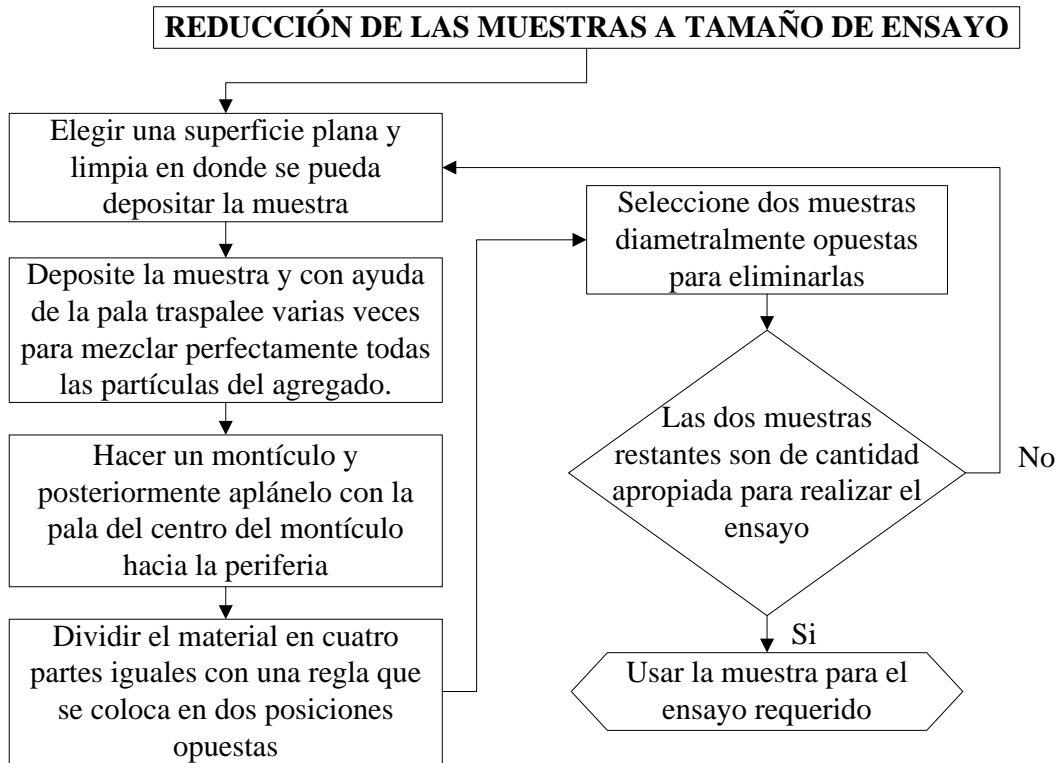 REDUCCIÓN DE LAS MUESTRAS A TAMAÑO DE ENSAYO
Elegir una superficie plana y
limpia en donde se pueda
depositar la muestra
Deposite la muestra y con ayuda
de la pala traspalee varias veces
para mezclar perfectamente todas
las partículas del agregado.
Hacer un montículo y
posteriormente aplánelo con la
pala del centro del montículo
hacia la periferia
Dividir el material en cuatro
partes iguales con una regla que
se coloca en dos posiciones
opuestas
Seleccione dos muestras
diametralmente opuestas
para eliminarlas
Las dos muestras
restantes son de cantidad
apropiada para realizar el
ensayo
No
Si
Usar la muestra para el
ensayo requerido